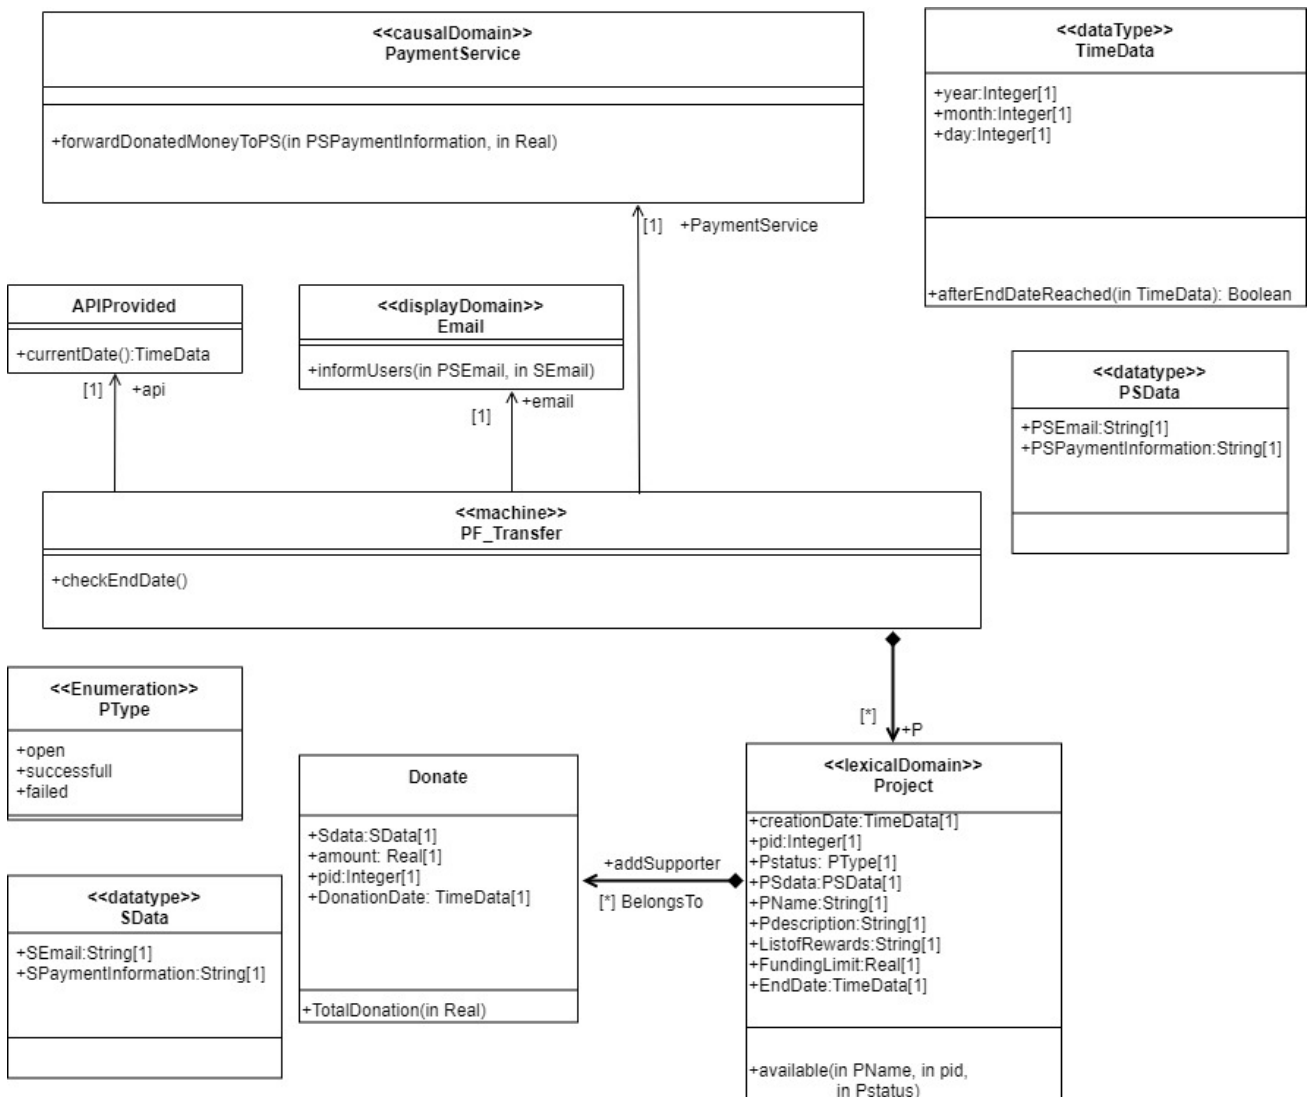 <<causalDomain>>
PaymentService
+forwardDonatedMoneyToPS(in PSPaymentInformation, in Real)
<<dataType>>
TimeData
+year:Integer[1]
+month:Integer[1]
+day:Integer[1]
+afterEndDateReached(in TimeData): Boolean
[1] +PaymentService
APIProvided
+currentDate():TimeData
[1] +api
<<displayDomain>>
Email
+informUsers(in PSEmail, in SEmail)
+email
[1]
<<datatype>>
PSData
+PSEmail:String[1]
+PSPaymentInformation:String[1]
<<machine>>
PF_Transfer
+checkEndDate()
[*]
+P
<<Enumeration>>
PType
+open
+successfull
+failed
<<datatype>>
SData
+SEmail:String[1]
+SPaymentInformation:String[1]
Donate
+Sdata:SData[1]
+amount: Real[1]
+pid:Integer[1]
+DonationDate: TimeData[1]
+TotalDonation(in Real)
+addSupporter
[*] BelongsTo
<<lexicalDomain>>
Project
+creationDate:TimeData[1]
+pid:Integer[1]
+Pstatus: PType[1]
+PSdata:PSData[1]
+PName:String[1]
+Pdescription:String[1]
+ListofRewards:String[1]
+FundingLimit:Real[1]
+EndDate:TimeData[1]
+available(in PName, in pid,
in Pstatus)